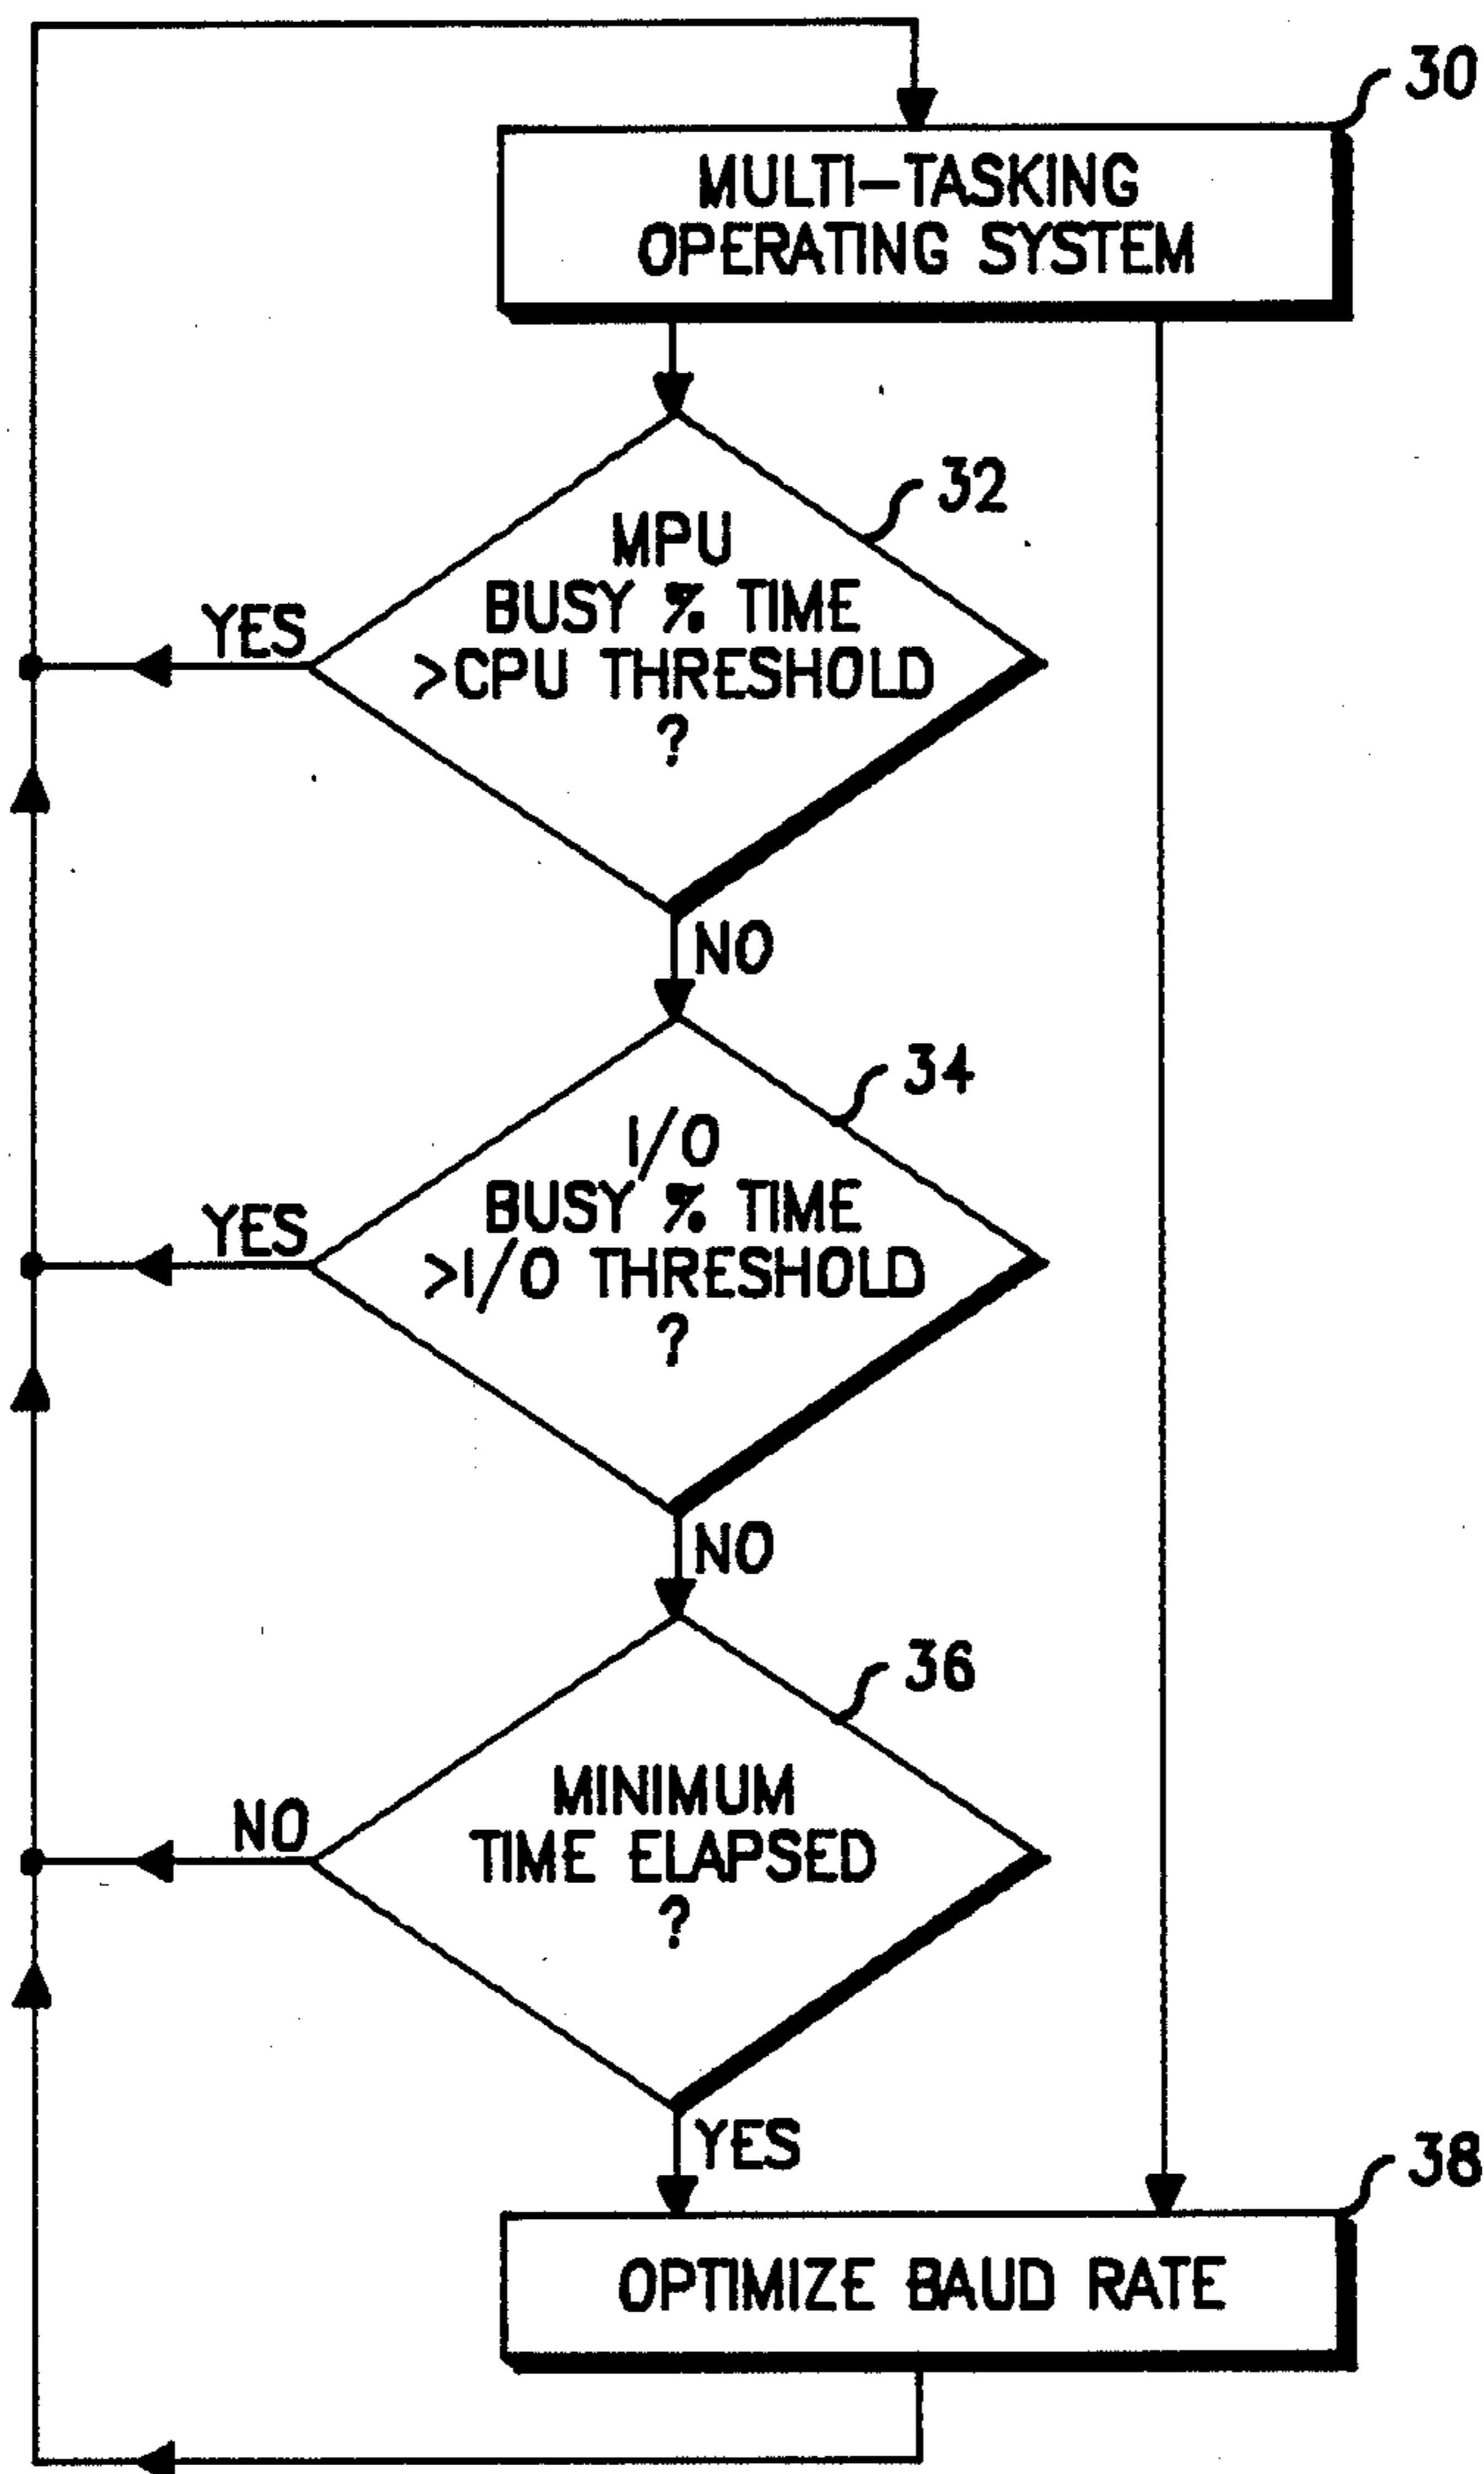 30
MULTI-TASKING
OPERATING SYSTEM
32
MPU
BUSY % TIME
>CPU THRESHOLD
?
YES
NO
34
I/O
BUSY % TIME
>I/O THRESHOLD
?
YES
NO
36
MINIMUM
TIME ELAPSED
?
NO
YES
38
OPTIMIZE BAUD RATE